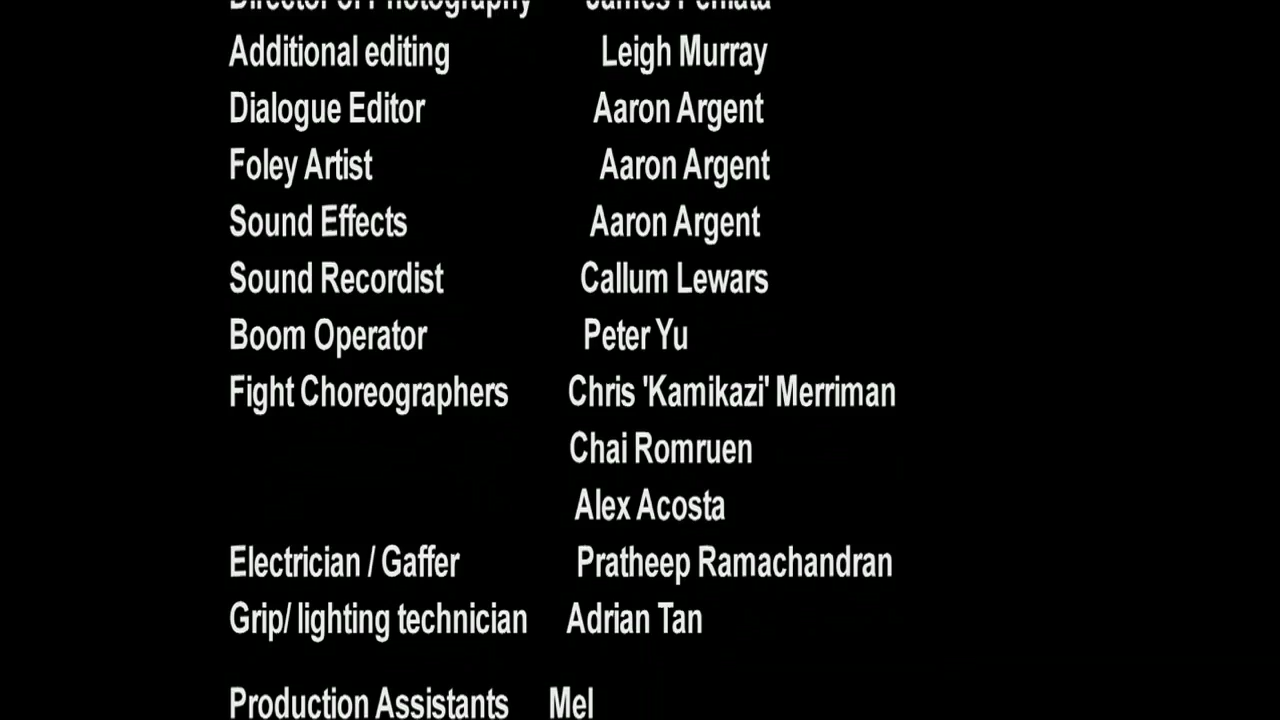 Director of Photography James Penlata
Additional editing Leigh Murray
Dialogue Editor Aaron Argent
Foley Artist Aaron Argent
Sound Effects Aaron Argent
Sound Recordist Callum Lewars
Boom Operator Peter Yu
Fight Choreographers Chris 'Kamikazi' Merriman
Chai Romruen
Alex Acosta
Electrician / Gaffer Pratheep Ramachandran
Grip/ lighting technician Adrian Tan
Production Assistants Mel